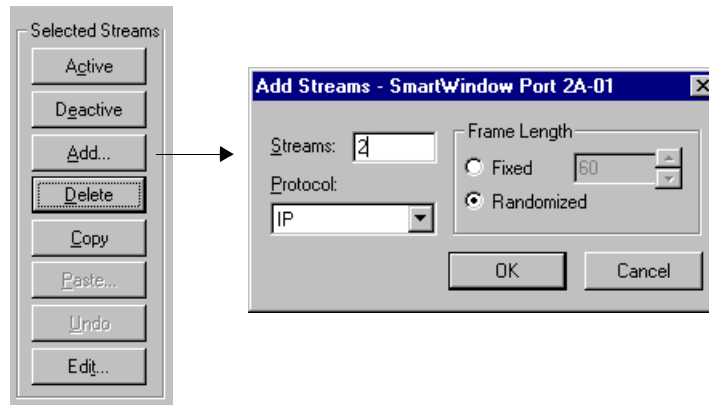 Selected Streams
Active
Deactive
Add...
Delete
Copy
Paste...
Undo
Edit...
Add Streams - SmartWindow Port 2A-01
Streams: 2
Protocol:
IP
Frame Length
Fixed 60
Randomized
OK Cancel